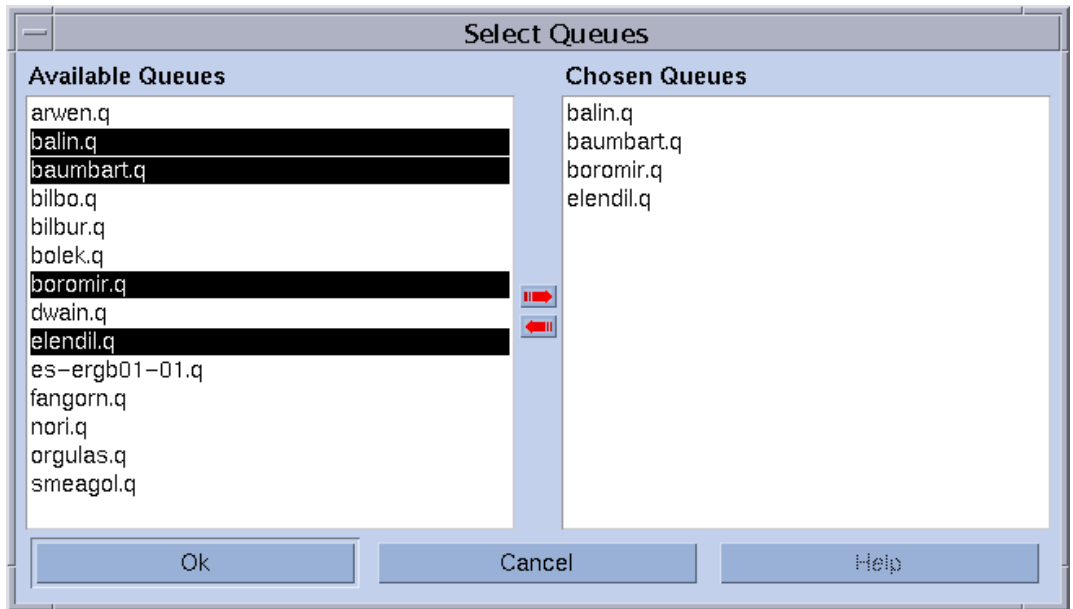 Select Queues
Available Queues
arwen.q
balin.q
baumbart.q
bilbo.q
bilbur.q
bolek.q
boromir.q
dwain.q
elendil.q
es-ergb01-01.q
fangorn.q
nori.q
orgulas.q
smeagol.q
Chosen Queues
balin.q
baumbart.q
boromir.q
elendil.q
Ok
Cancel
Help